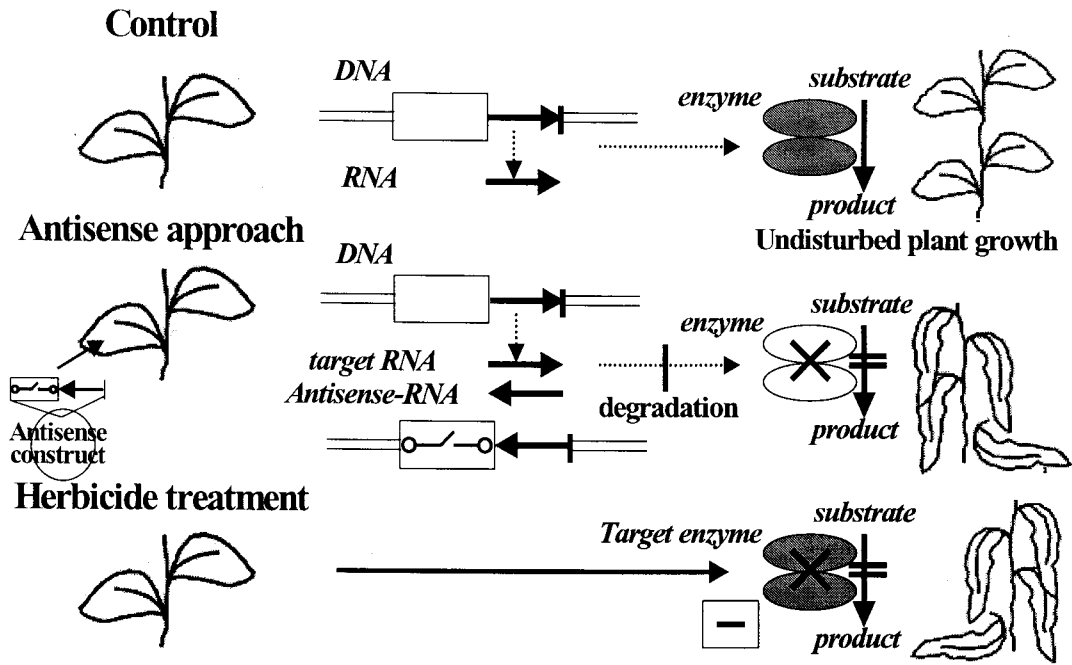 Control
DNA
RNA
enzyme
substrate
product
Undisturbed plant growth
Antisense approach
DNA
target RNA
Antisense-RNA
degradation
enzyme
substrate
product
Antisense
construct
Herbicide treatment
Target enzyme
substrate
product